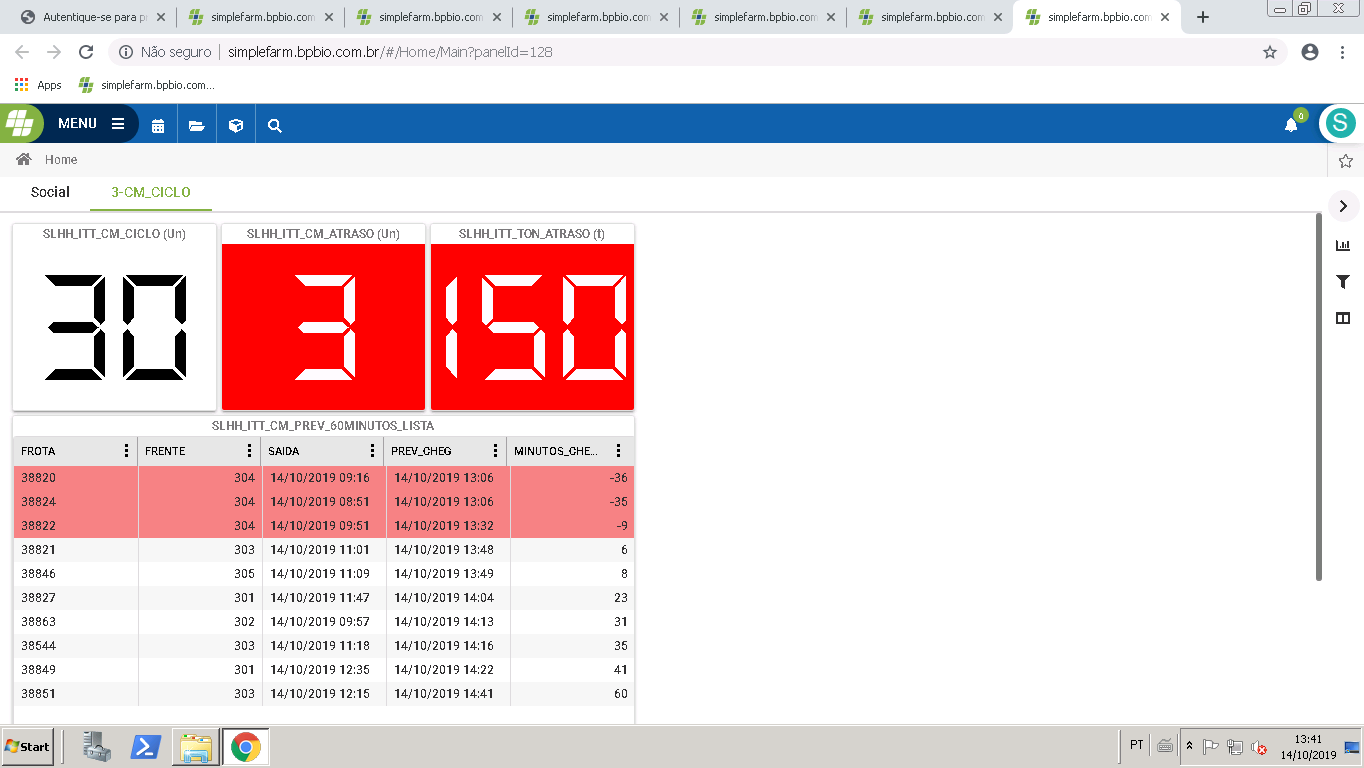 Autentique-se para p
simplefarm.bpbio.com
simplefarm.bpbio.com
simplefarm.bpbio.com
simplefarm.bpbio.com
simplefarm.bpbio.com
simplefarm.bpbio.com
Não seguro | simplefarm.bpbio.com.br/#/Home/Main?panelId=128
Apps simplefarm.bpbio.com...
MENU
0
S
Home
Social 3-CM_CICLO
SLHH_ITT_CM_CICLO (Un) SLHH_ITT_CM_ATRASO (Un) SLHH_ITT_TON_ATRASO (t)
30 3 150
SLHH_ITT_CM_PREV_60MINUTOS_LISTA
FROTA FRENTE SAIDA PREV_CHEG MINUTOS_CHE...
38820 304 14/10/2019 09:16 14/10/2019 13:06 -36
38824 304 14/10/2019 08:51 14/10/2019 13:06 -35
38822 304 14/10/2019 09:51 14/10/2019 13:32 -9
38821 303 14/10/2019 11:01 14/10/2019 13:48 6
38846 305 14/10/2019 11:09 14/10/2019 13:49 8
38827 301 14/10/2019 11:47 14/10/2019 14:04 23
38863 302 14/10/2019 09:57 14/10/2019 14:13 31
38544 303 14/10/2019 11:18 14/10/2019 14:16 35
38849 301 14/10/2019 12:35 14/10/2019 14:22 41
38851 303 14/10/2019 12:15 14/10/2019 14:41 60
Start
PT
13:41
14/10/2019